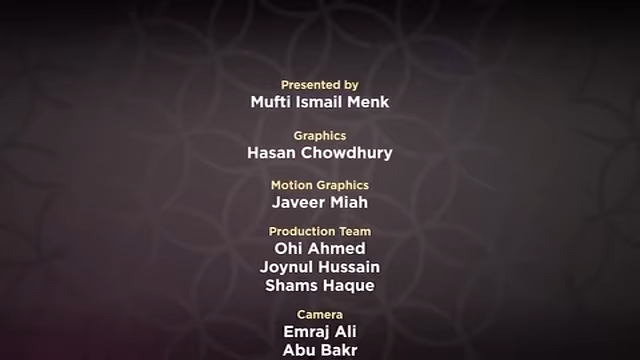 Presented by
Mufti Ismail Menk
Graphics
Hasan Chowdhury
Motion Graphics
Javeer Miah
Production Team
Ohi Ahmed
Joynul Hussain
Shams Haque
Camera
Emraj Ali
Abu Bakr